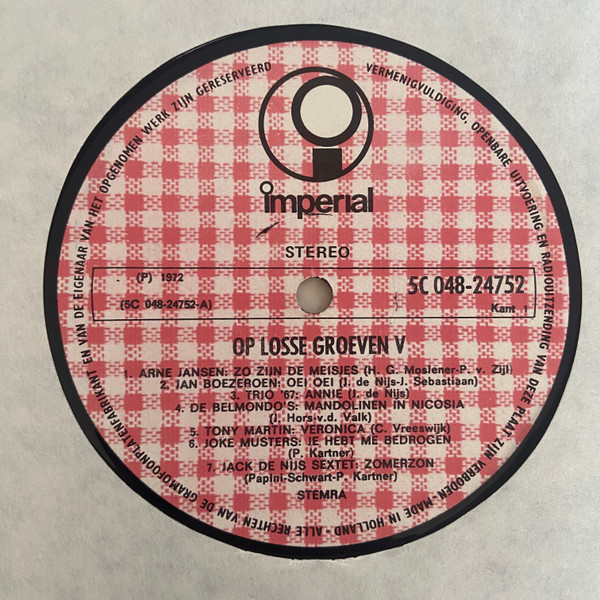 ALLE RECHTEN VAN DE GRAMOFOONPLATENFABRIKANT EN VAN DE EIGENAAR VAN HET OPGENOMEN WERK ZIJN GERESERVEERD
VERMENIGVULDIGING, OPENBARE UITVOERING EN RADIOUITZENDING VAN DEZE PLAAT ZIJN VERBODEN - MADE IN HOLLAND -
imperial
STEREO
(P) 1972
5C 048-24752
(5C 048-24752-A)
Kant 1
OP LOSSE GROEVEN V
1. ARNE JANSEN: ZO ZIJN DE MEISJES (H. G. Moslener-P. v. Zijl)
2. JAN BOEZEROEN: OEI OEI (J. de Nijs-J. Sebastiaan)
3. TRIO '67: ANNIE (J. de Nijs)
4. DE BELMONDO'S: MANDOLINEN IN NICOSIA
(J. Hors-v.d. Valk)
5. TONY MARTIN: VERONICA (C. Vreeswijk)
6. JOKE MUSTERS: JE HEBT ME BEDROGEN
(P. Kartner)
7. JACK DE NIJS SEXTET: ZOMERZON
(Papini-Schwart-P. Kartner)
STEMRA